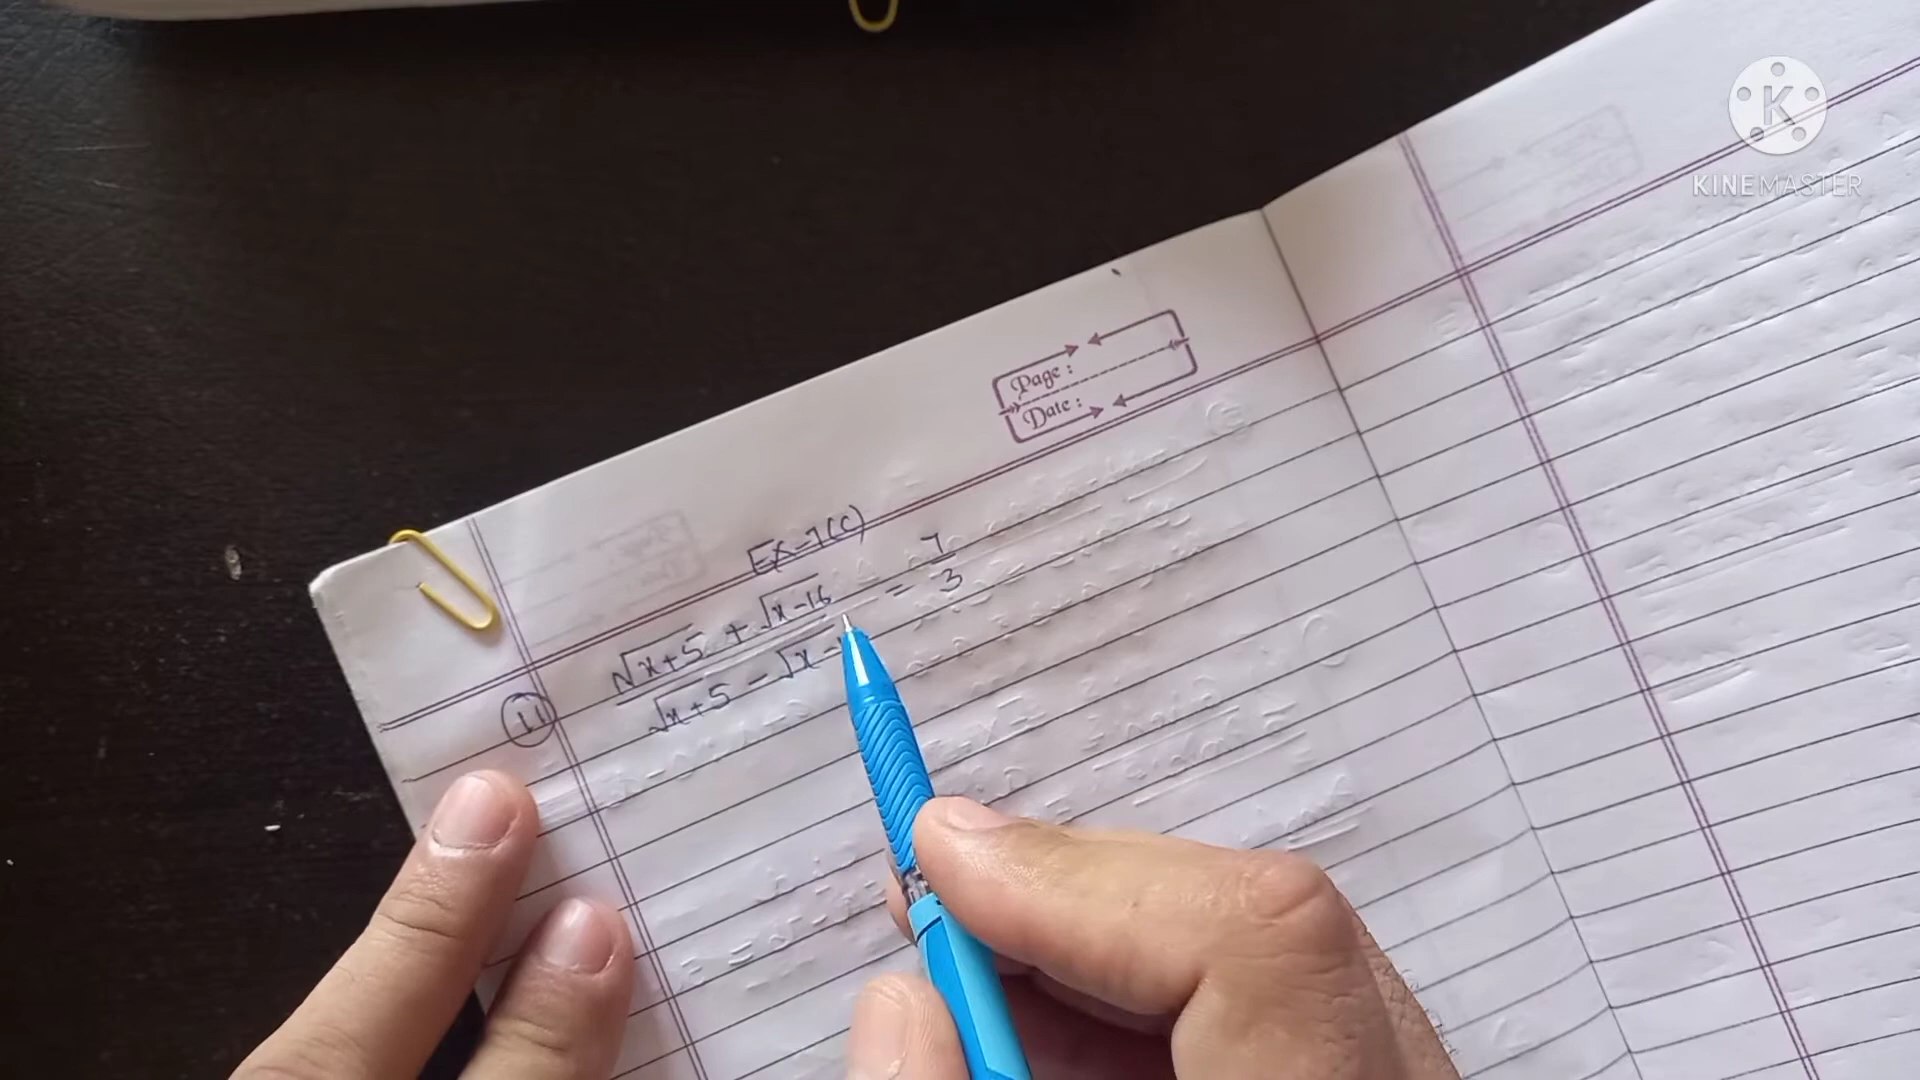 KINEMASTER
Page :
Date :
Ex-7(C)
11 √x+5 + √x-16 = 7
√x+5 - √x- 3